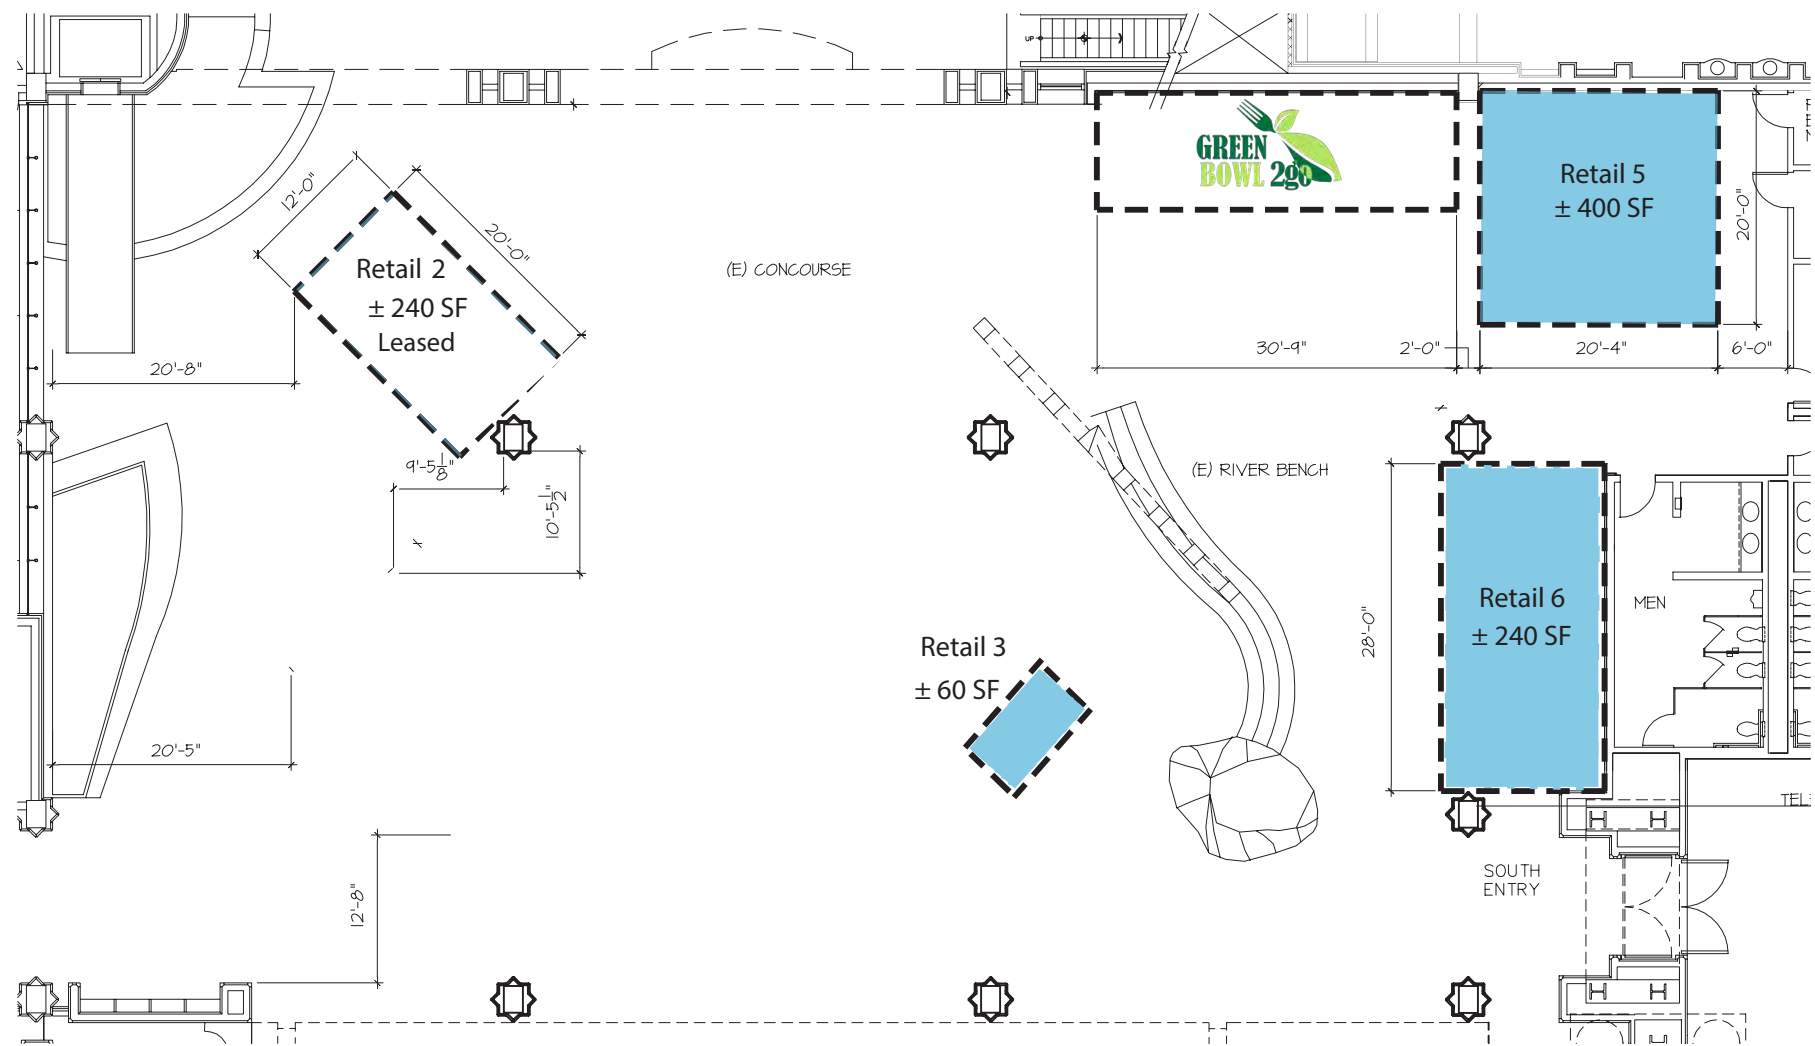 UP
GREEN
BOWL 2go
Retail 5
± 400 SF
20'-0"
12'-0"
20'-0"
Retail 2
± 240 SF
Leased
(E) CONCOURSE
30'-9"
2'-0"
20'-4"
6'-0"
20'-8"
9'-5 1/8"
10'-5 1/2"
(E) RIVER BENCH
28'-0"
Retail 6
± 240 SF
MEN
Retail 3
± 60 SF
20'-5"
12'-8"
SOUTH
ENTRY